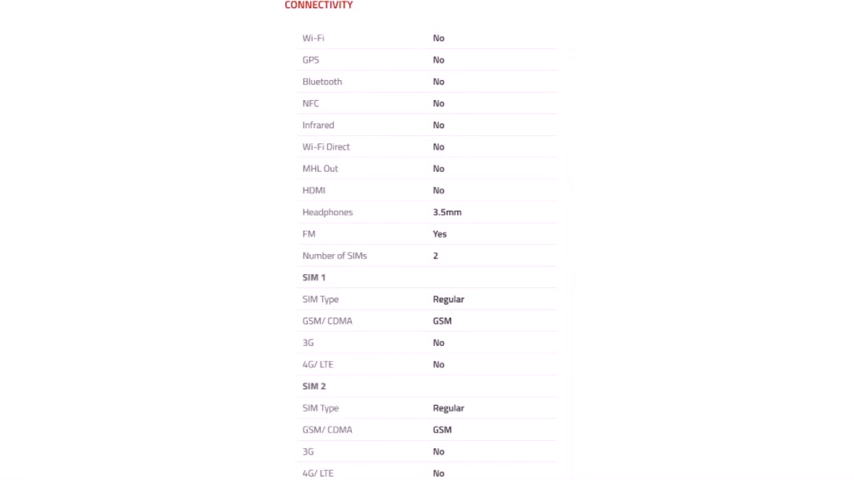 CONNECTIVITY
Wi-Fi No
GPS No
Bluetooth No
NFC No
Infrared No
Wi-Fi Direct No
MHL Out No
HDMI No
Headphones 3.5mm
FM Yes
Number of SIMs 2
SIM 1
SIM Type Regular
GSM/ CDMA GSM
3G No
4G/ LTE No
SIM 2
SIM Type Regular
GSM/ CDMA GSM
3G No
4G/ LTE No